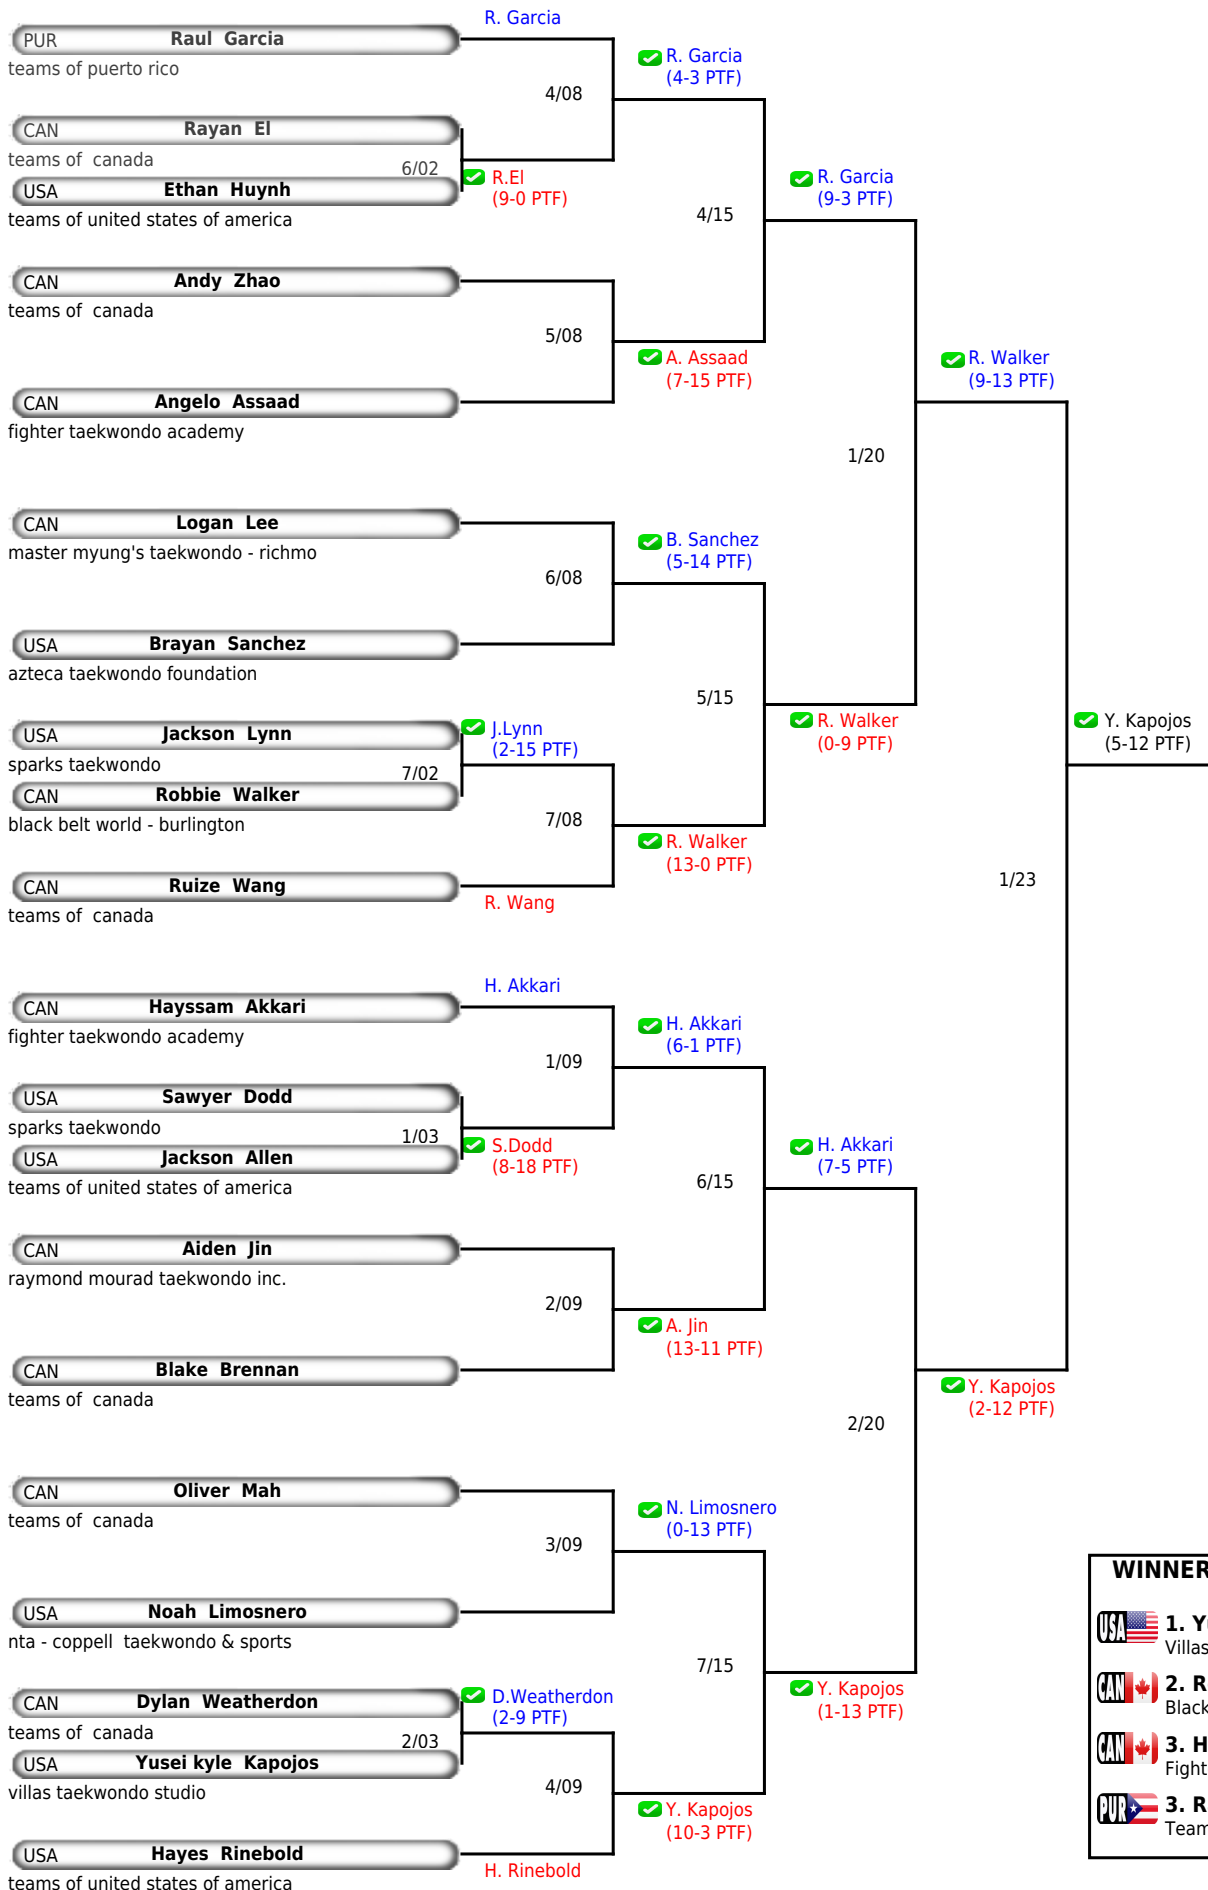 R. Garcia
PUR Raul Garcia
teams of puerto rico
R. Garcia
(4-3 PTF)
4/08
CAN Rayan El
teams of canada
6/02
R.El
(9-0 PTF)
USA Ethan Huynh
teams of united states of america
R. Garcia
(9-3 PTF)
4/15
CAN Andy Zhao
teams of canada
5/08
A. Assaad
(7-15 PTF)
R. Walker
(9-13 PTF)
CAN Angelo Assaad
fighter taekwondo academy
1/20
CAN Logan Lee
master myung's taekwondo - richmo
B. Sanchez
(5-14 PTF)
6/08
USA Brayan Sanchez
azteca taekwondo foundation
5/15
USA Jackson Lynn
sparks taekwondo
J.Lynn
(2-15 PTF)
7/02
R. Walker
(0-9 PTF)
Y. Kapojos
(5-12 PTF)
CAN Robbie Walker
black belt world - burlington
7/08
R. Walker
(13-0 PTF)
CAN Ruize Wang
teams of canada
R. Wang
1/23
H. Akkari
CAN Hayssam Akkari
fighter taekwondo academy
H. Akkari
(6-1 PTF)
1/09
USA Sawyer Dodd
sparks taekwondo
1/03
S.Dodd
(8-18 PTF)
USA Jackson Allen
teams of united states of america
H. Akkari
(7-5 PTF)
6/15
CAN Aiden Jin
raymond mourad taekwondo inc.
2/09
A. Jin
(13-11 PTF)
CAN Blake Brennan
teams of canada
Y. Kapojos
(2-12 PTF)
2/20
CAN Oliver Mah
teams of canada
N. Limosnero
(0-13 PTF)
3/09
USA Noah Limosnero
nta - coppell taekwondo & sports
7/15
CAN Dylan Weatherdon
teams of canada
D.Weatherdon
(2-9 PTF)
2/03
Y. Kapojos
(1-13 PTF)
USA Yusei kyle Kapojos
villas taekwondo studio
4/09
Y. Kapojos
(10-3 PTF)
USA Hayes Rinebold
teams of united states of america
H. Rinebold
WINNER
USA 1. Yu
Villas
CAN 2. R
Black
CAN 3. H
Fight
PUR 3. R
Team